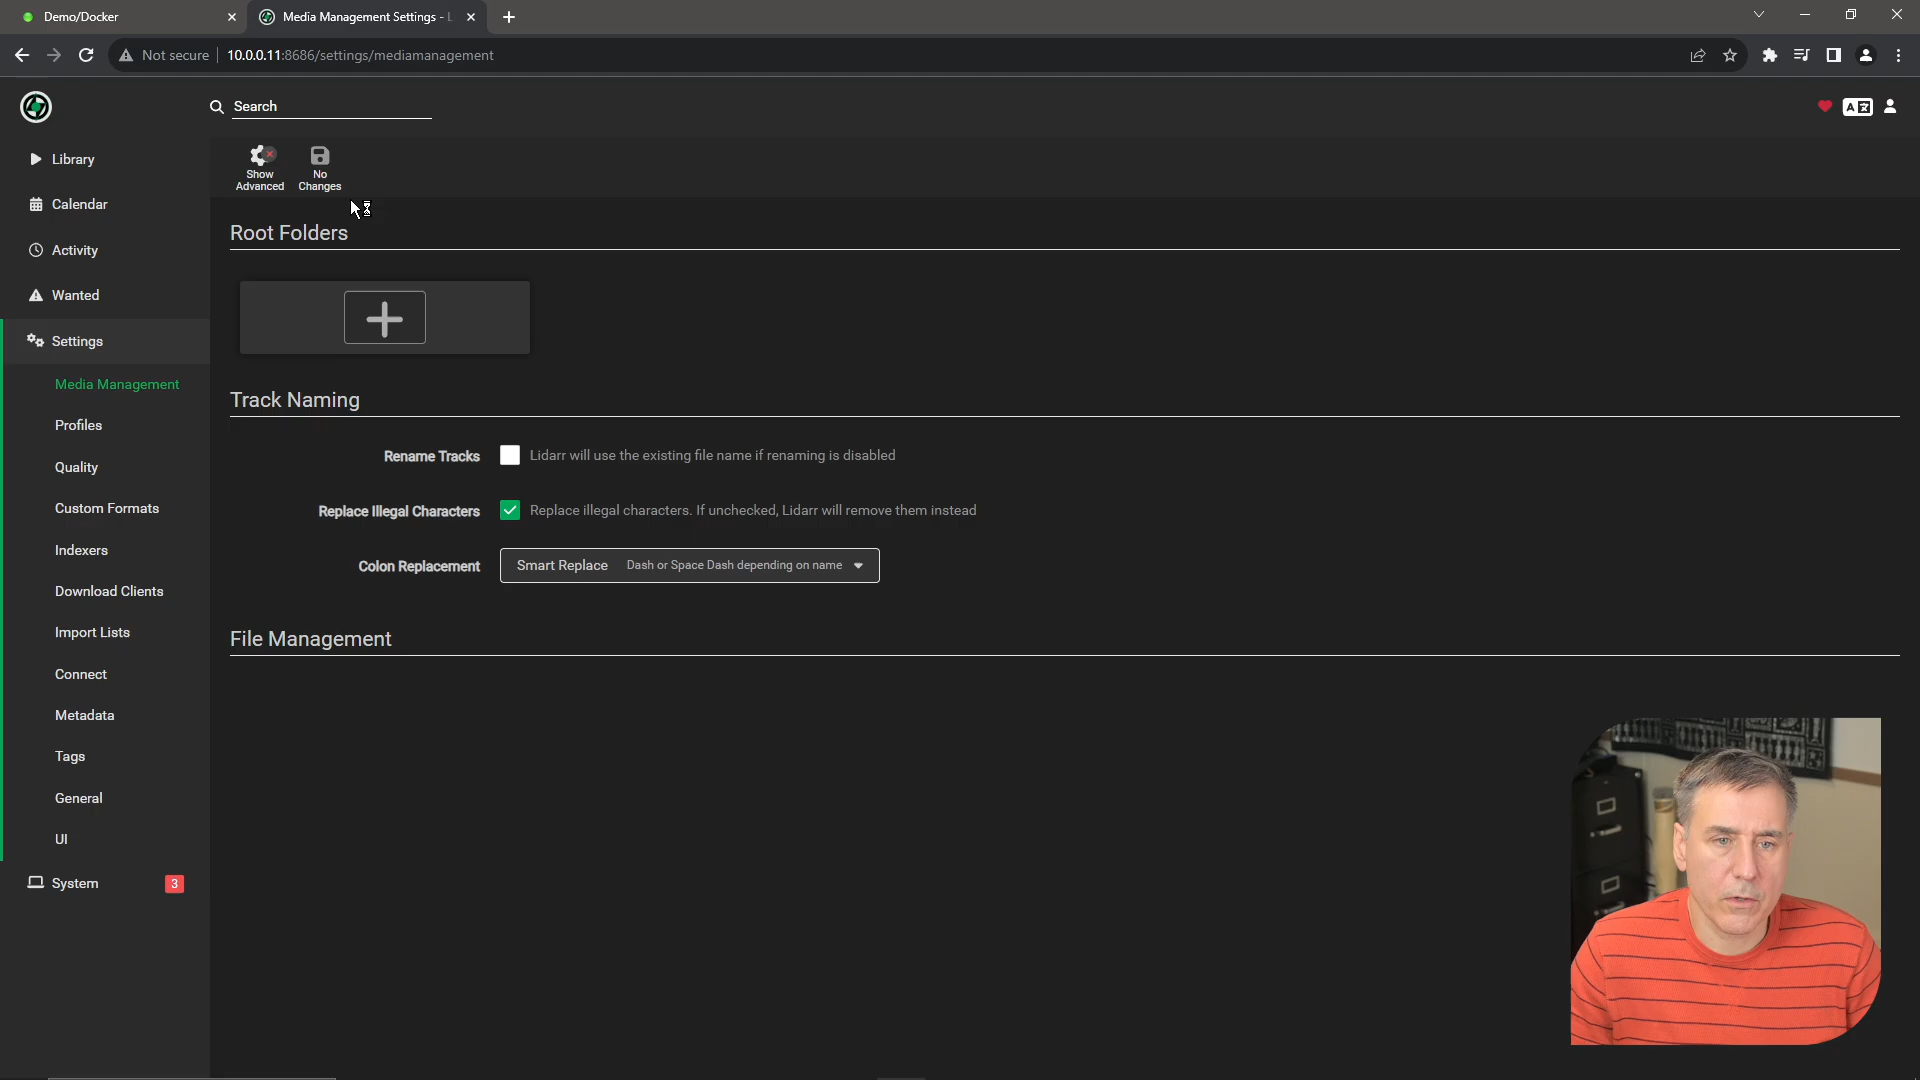 Demo/Docker
Media Management Settings - L
Not secure
10.0.0.11:8686/settings/mediamanagement
Search
Library
Calendar
Activity
Wanted
Settings
Media Management
Profiles
Quality
Custom Formats
Indexers
Download Clients
Import Lists
Connect
Metadata
Tags
General
UI
System
3
Show
Advanced
No
Changes
Root Folders
Track Naming
Rename Tracks
Lidarr will use the existing file name if renaming is disabled
Replace Illegal Characters
Replace illegal characters. If unchecked, Lidarr will remove them instead
Colon Replacement
Smart Replace Dash or Space Dash depending on name
File Management